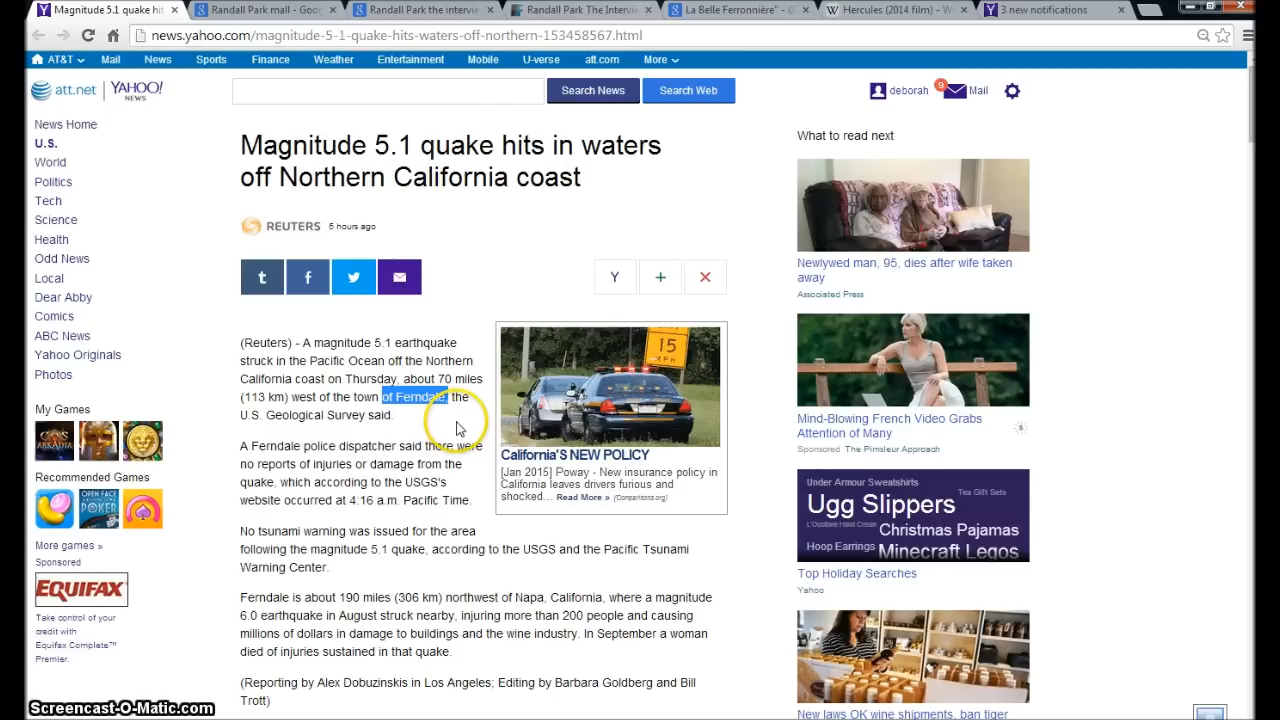 Magnitude 5.1 quake hit
Randall Park mall - Goo
Randall Park the intervie
Randall Park The Intervie
La Belle Ferronnière" - G
Hercules (2014 film) - W
3 new notifications
news.yahoo.com/magnitude-5-1-quake-hits-waters-off-northern-153458567.html
AT&T Mail News Sports Finance Weather Entertainment Mobile U-verse att.com More
att.net YAHOO! NEWS
Search News
Search Web
deborah
9
Mail
News Home
U.S.
World
Politics
Tech
Science
Health
Odd News
Local
Dear Abby
Comics
ABC News
Yahoo Originals
Photos
My Games
Recommended Games
OPEN FACE
POKER
More games »
Sponsored
EQUIFAX
Take control of your
credit with
Equifax Complete™
Premier.
Magnitude 5.1 quake hits in waters
off Northern California coast
REUTERS 5 hours ago
t f
Y + ×
(Reuters) - A magnitude 5.1 earthquake
struck in the Pacific Ocean off the Northern
California coast on Thursday, about 70 miles
(113 km) west of the town of Ferndale, the
U.S. Geological Survey said.
15
MPH
California'S NEW POLICY
[Jan 2015] Poway - New insurance policy in
California leaves drivers furious and
shocked... Read More » (Comparisons.org)
A Ferndale police dispatcher said there were
no reports of injuries or damage from the
quake, which according to the USGS's
website occurred at 4:16 a.m. Pacific Time.
No tsunami warning was issued for the area
following the magnitude 5.1 quake, according to the USGS and the Pacific Tsunami
Warning Center.
Ferndale is about 190 miles (306 km) northwest of Napa, California, where a magnitude
6.0 earthquake in August struck nearby, injuring more than 200 people and causing
millions of dollars in damage to buildings and the wine industry. In September a woman
died of injuries sustained in that quake.
(Reporting by Alex Dobuzinskis in Los Angeles; Editing by Barbara Goldberg and Bill
Trott)
What to read next
Newlywed man, 95, dies after wife taken
away
Associated Press
Mind-Blowing French Video Grabs
Attention of Many
Sponsored The Pimsleur Approach
$
Under Armour Sweatshirts
Tea Gift Sets
Ugg Slippers
L'Occitane Hand Cream
Christmas Pajamas
Hoop Earrings
Minecraft Legos
Top Holiday Searches
Yahoo
New laws OK wine shipments, ban tiger
Screencast-O-Matic.com